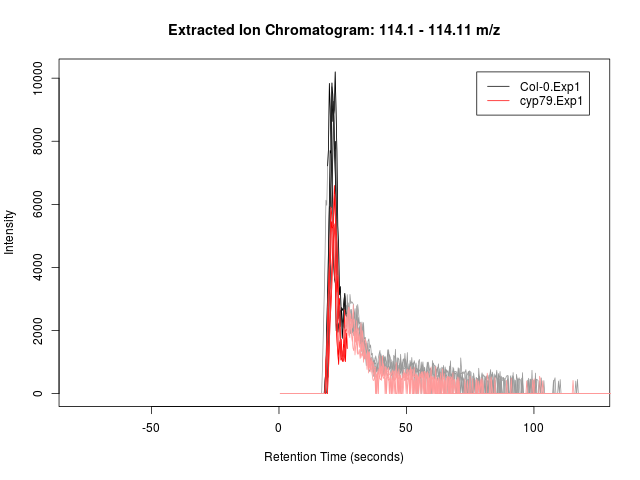 Extracted Ion Chromatogram: 114.1 - 114.11 m/z
Col-0.Exp1
cyp79.Exp1
Intensity
10000
8000
6000
4000
2000
0
-50
0
50
100
Retention Time (seconds)